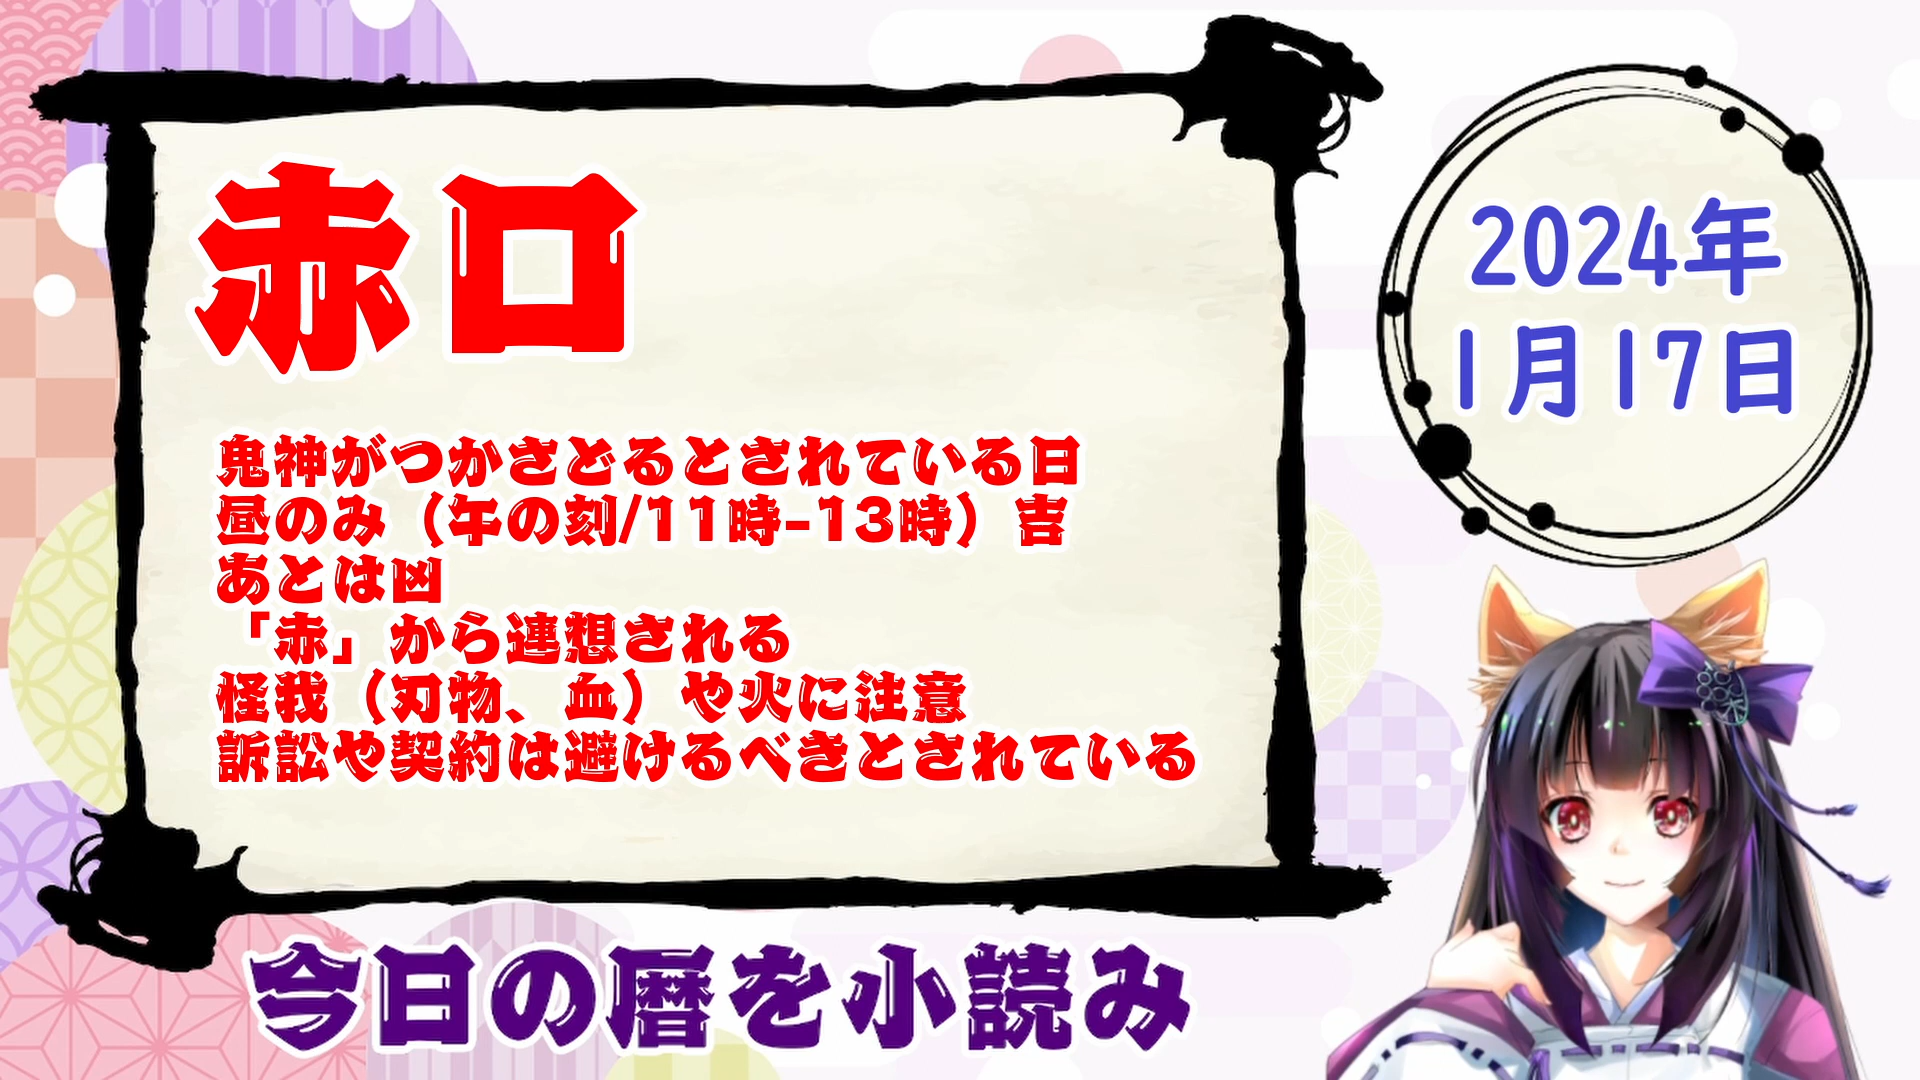 赤口
2024年
1月17日
鬼神がつかさどるとされている日
昼のみ（午の刻/11時-13時）吉
あとは凶
「赤」から連想される
怪我（刃物、血）や火に注意
訴訟や契約は避けるべきとされている
今日の暦を小読み